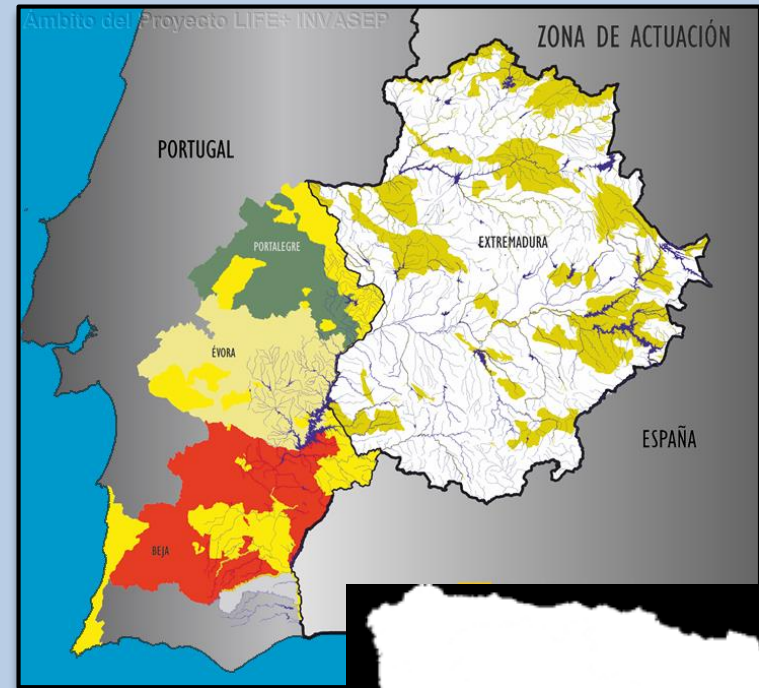 Ámbito del Proyecto LIFE+ INVASEP
ZONA DE ACTUACIÓN
PORTUGAL
PORTALEGRE
EXTREMADURA
ÉVORA
ESPAÑA
BEJA